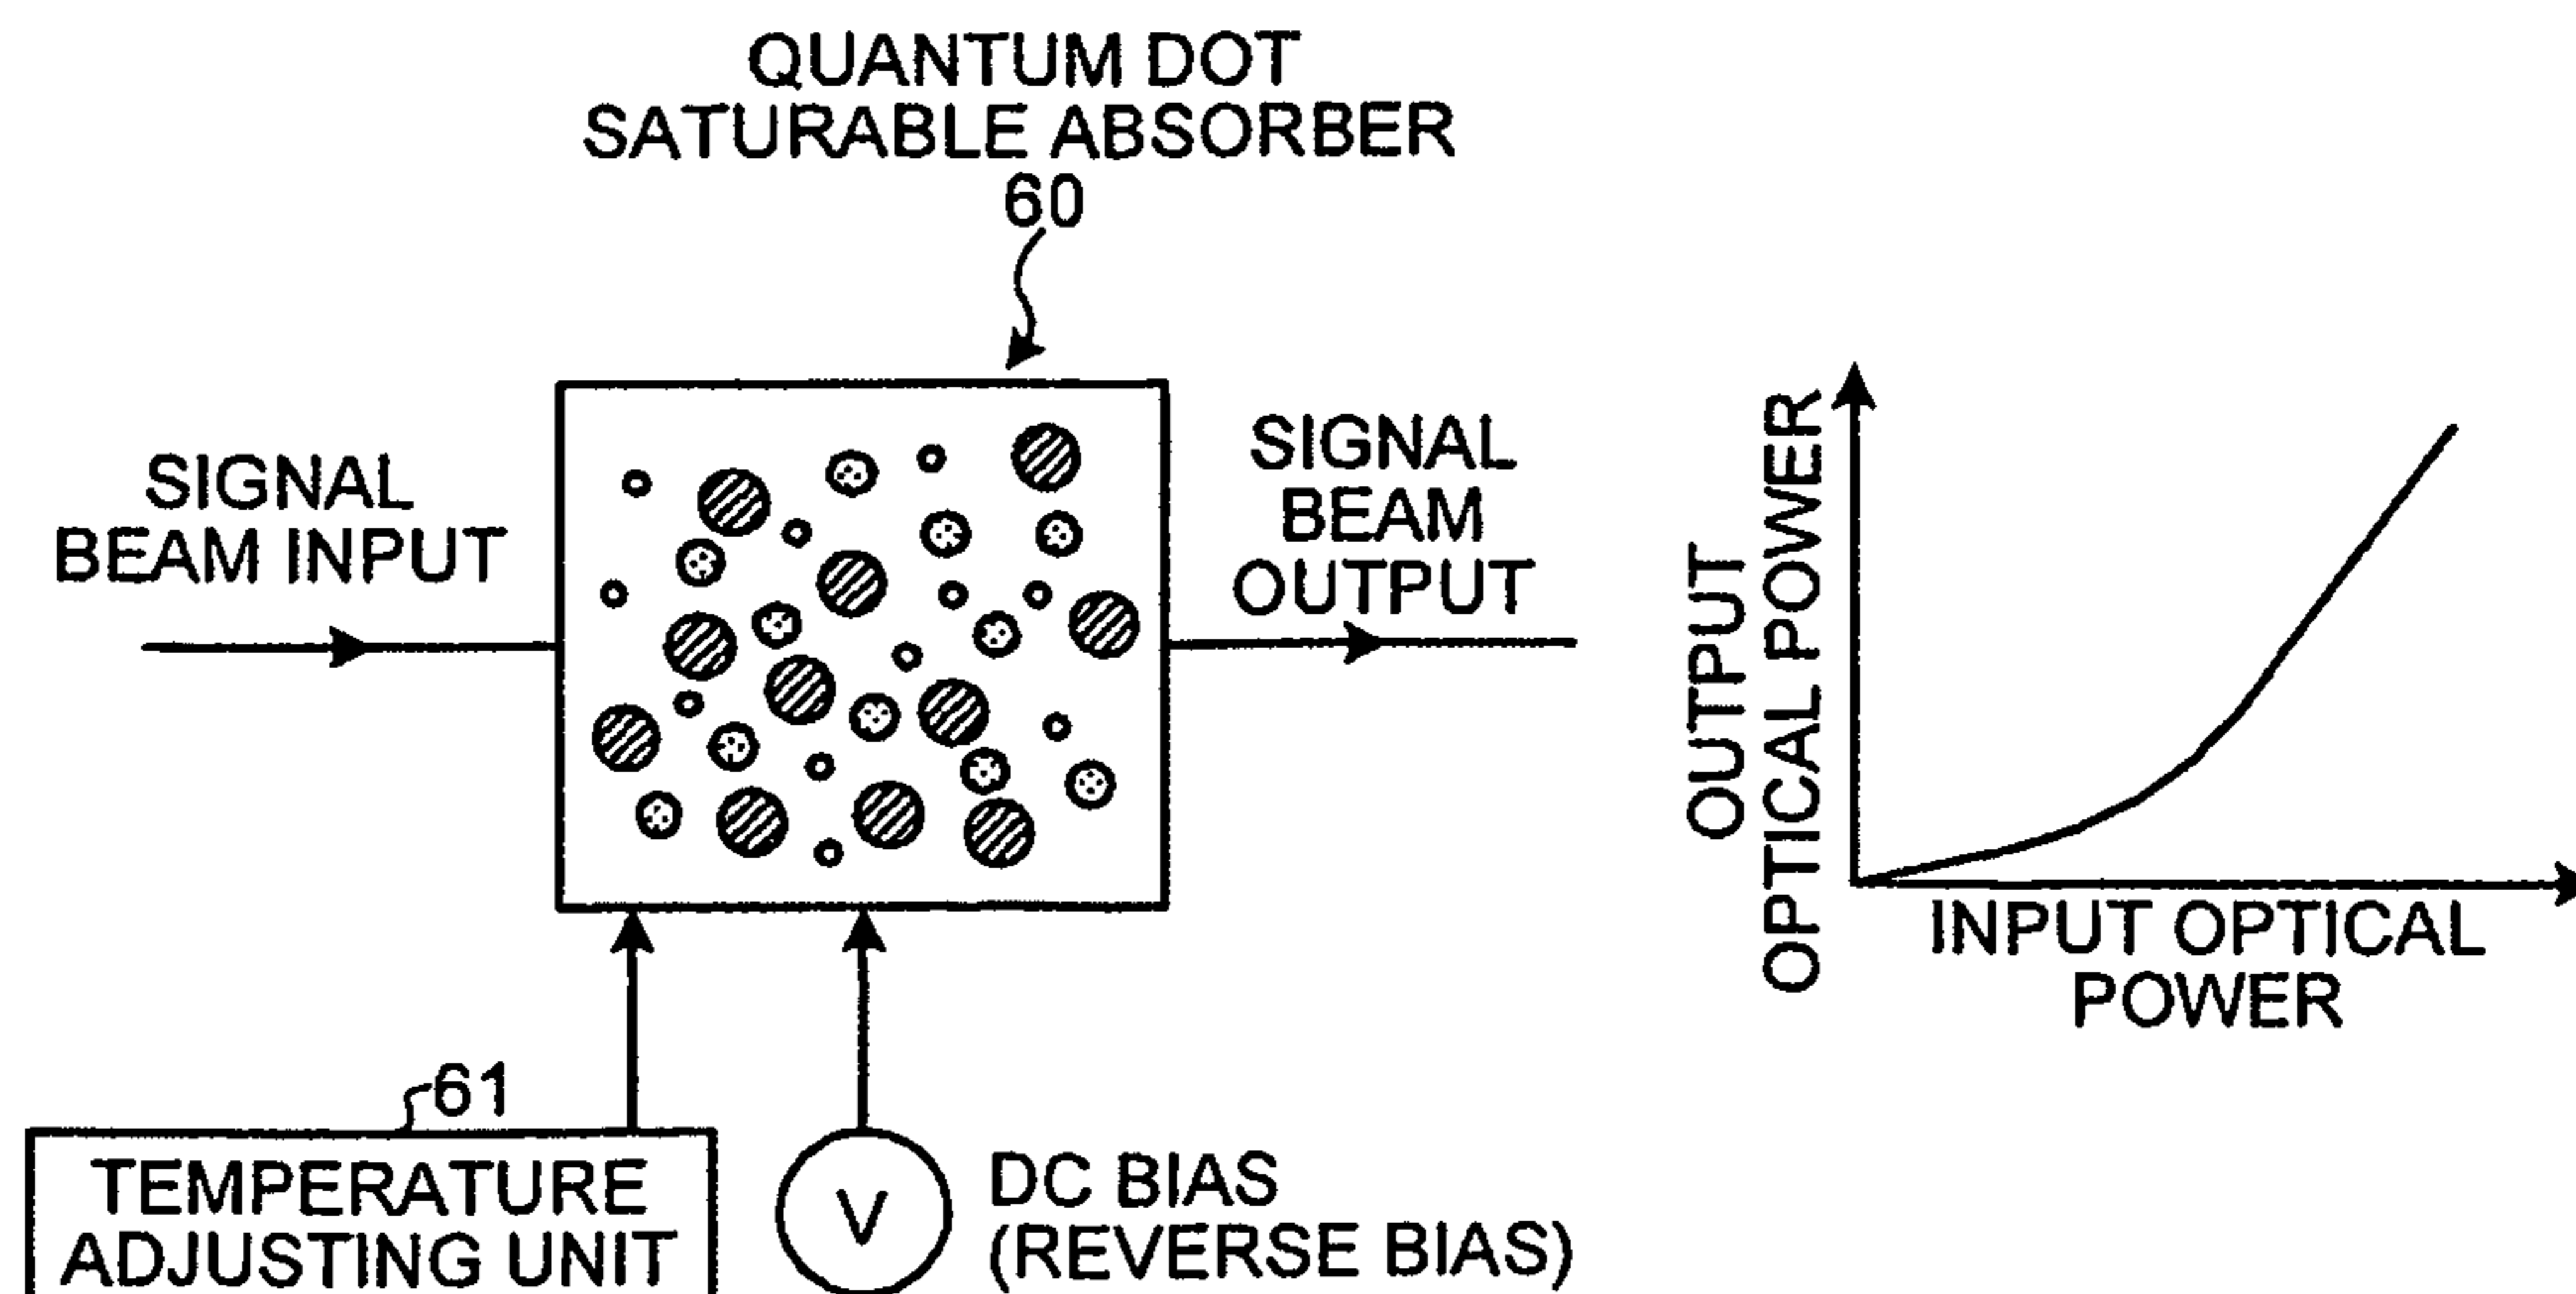 QUANTUM DOT
SATURABLE ABSORBER
60
SIGNAL
BEAM INPUT
SIGNAL
BEAM
OUTPUT
OUTPUT
OPTICAL POWER
INPUT OPTICAL
POWER
61
TEMPERATURE
ADJUSTING UNIT
V
DC BIAS
(REVERSE BIAS)